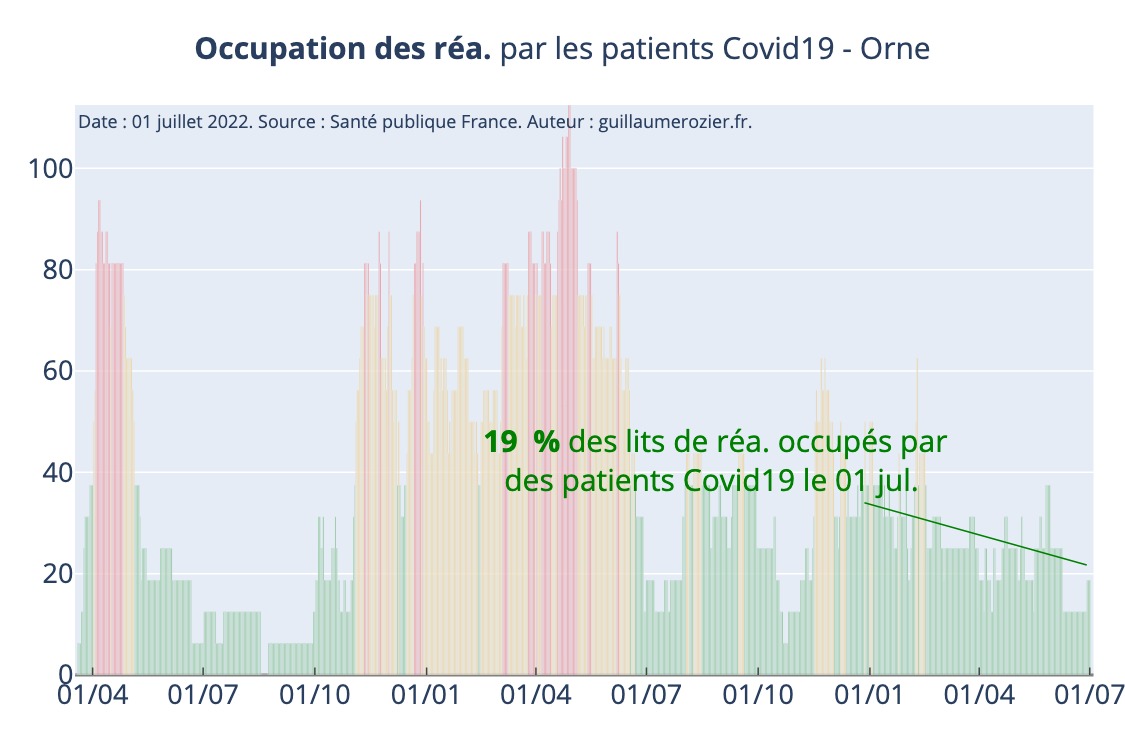 Occupation des réa. par les patients Covid19 - Orne
Date : 01 juillet 2022. Source : Santé publique France. Auteur : guillaumerozier.fr.
100
80
60
19 % des lits de réa. occupés par
des patients Covid19 le 01 jul.
40
20
0
01/04 01/07 01/10 01/01 01/04 01/07 01/10 01/01 01/04 01/07